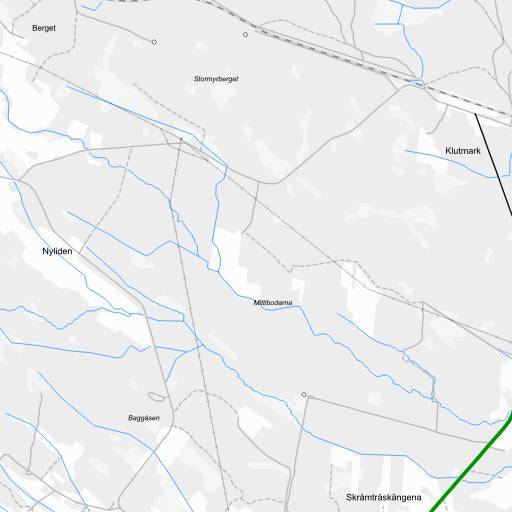 Berget
Stormyrberget
Klutmark
Nyliden
Mittibodarna
Baggåsen
Skråmträskängena